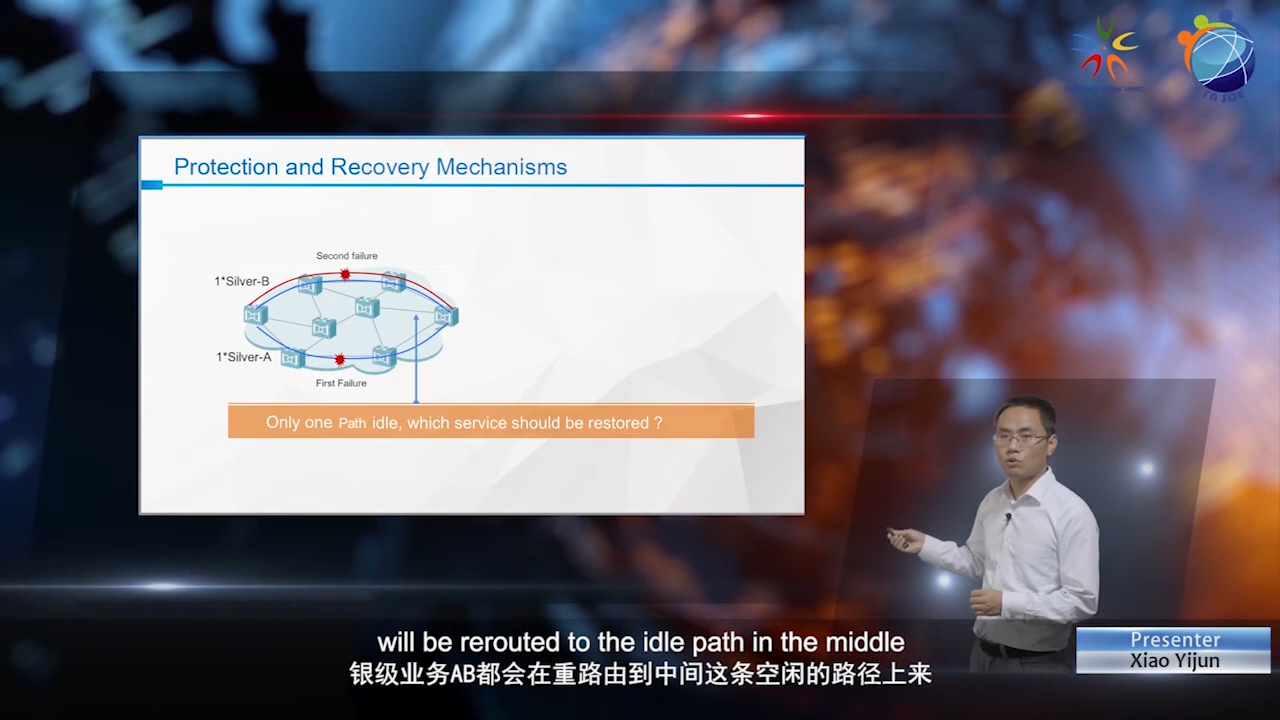 Protection and Recovery Mechanisms
Second failure
1*Silver-B
1*Silver-A
First Failure
Only one Path idle, which service should be restored ?
will be rerouted to the idle path in the middle
银级业务AB都会在重路由到中间这条空闲的路径上来
Presenter
Xiao Yijun